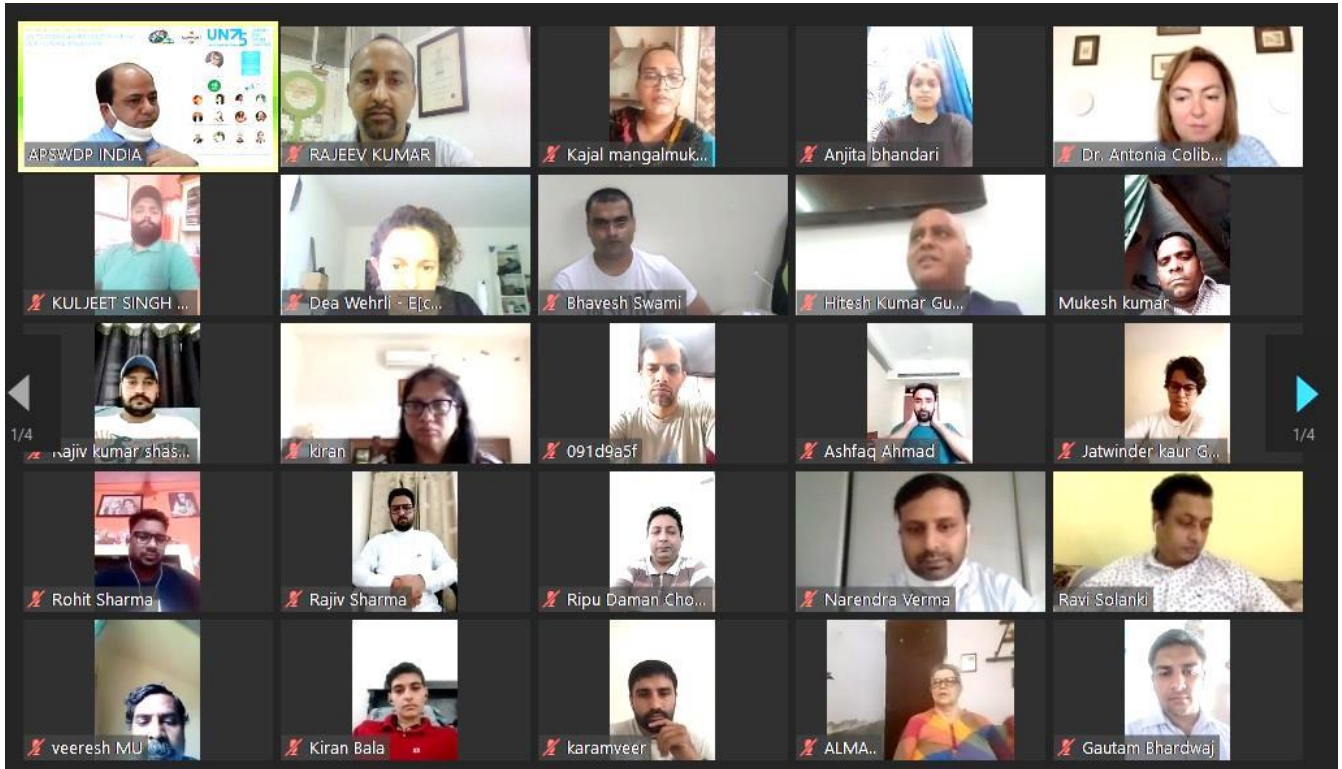 UN75
APSWDP INDIA
RAJEEV KUMAR
Kajal mangalmuk...
Anjita bhandari
Dr. Antonia Colib...
KULJEET SINGH ...
Dea Wehrli - E[c...
Bhavesh Swami
Hitesh Kumar Gu...
Mukesh kumar
1/4
Rajiv kumar shas...
kiran
091d9a5f
Ashfaq Ahmad
Jatwinder kaur G...
1/4
Rohit Sharma
Rajiv Sharma
Ripu Daman Cho...
Narendra Verma
Ravi Solanki
veeresh MU
Kiran Bala
karamveer
ALMA..
Gautam Bhardwaj